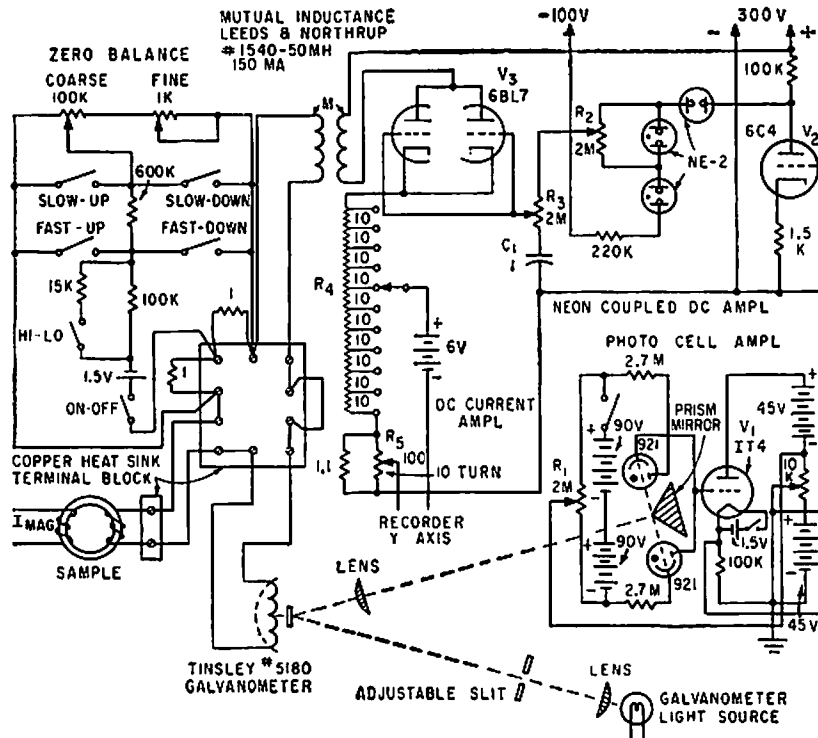 MUTUAL INDUCTANCE
LEEDS & NORTHRUP
# 1540-50MH
150 MA
-100V
-
300V
+
ZERO BALANCE
COARSE
100K
FINE
1K
M
V3
6BL7
100K
R2
2M
6C4
V2
NE-2
600K
SLOW-UP
SLOW-DOWN
R3
2M
FAST-UP
FAST-DOWN
C1
1
220K
1.5
K
15K
100K
HI-LO
1
R4
10
10
10
10
10
10
10
10
10
10
+
6V
-
NEON COUPLED DC AMPL
PHOTO CELL AMPL
1.5V
1
ON-OFF
DC CURRENT
AMPL
2.7 M
PRISM
MIRROR
V1
1T4
+
45V
-
90V
921
R1
2M
10
K
COPPER HEAT SINK
TERMINAL BLOCK
R5
100
1.1
10 TURN
RECORDER
Y AXIS
IMAG
SAMPLE
90V
921
2.7 M
1.5V
100K
+
-
45V
LENS
TINSLEY #5180
GALVANOMETER
ADJUSTABLE SLIT
LENS
GALVANOMETER
LIGHT SOURCE